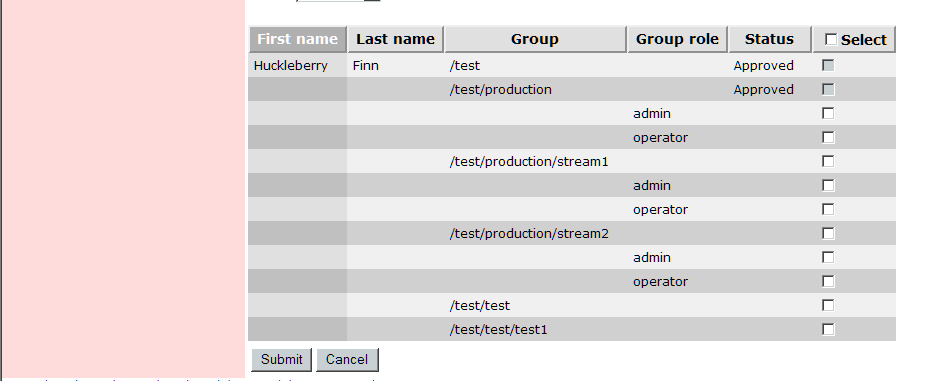 First name Last name Group Group role Status Select
Huckleberry Finn /test Approved
/test/production Approved
admin
operator
/test/production/stream1
admin
operator
/test/production/stream2
admin
operator
/test/test
/test/test/test1
Submit Cancel